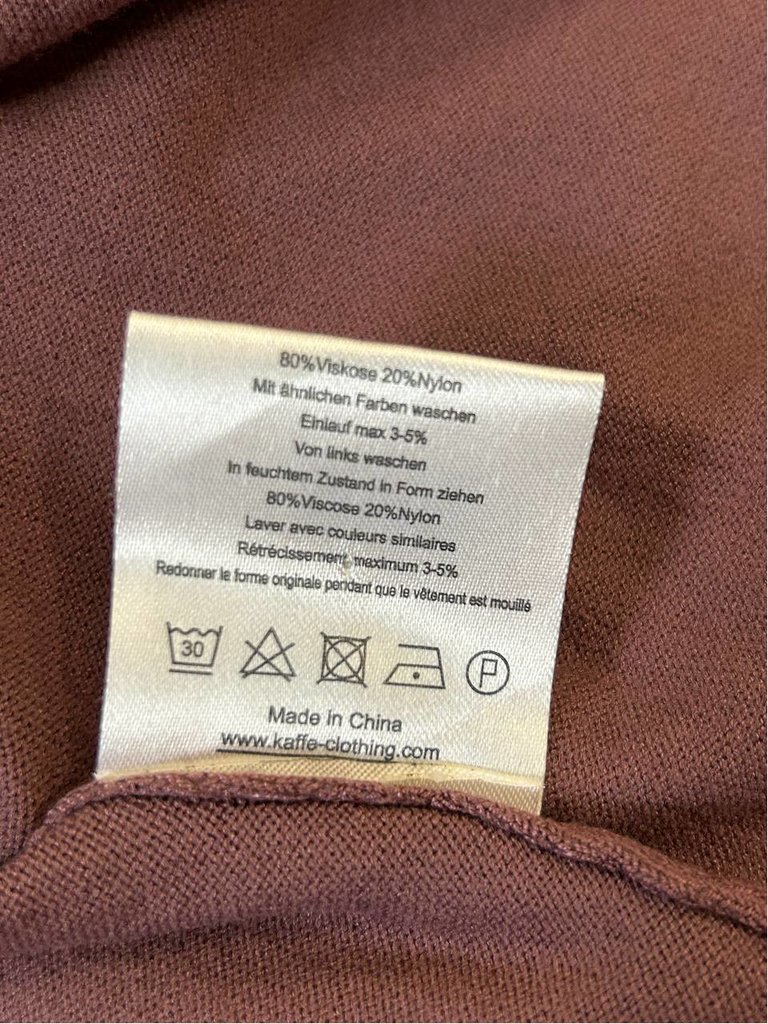 80%Viskose 20%Nylon
Mit ähnlichen Farben waschen
Einlauf max 3-5%
Von links waschen
In feuchtem Zustand in Form ziehen
80%Viscose 20%Nylon
Laver avec couleurs similaires
Rétrécissement maximum 3-5%
Redonner le forme originale pendant que le vêtement est mouillé
30 P
Made in China
www.kaffe-clothing.com